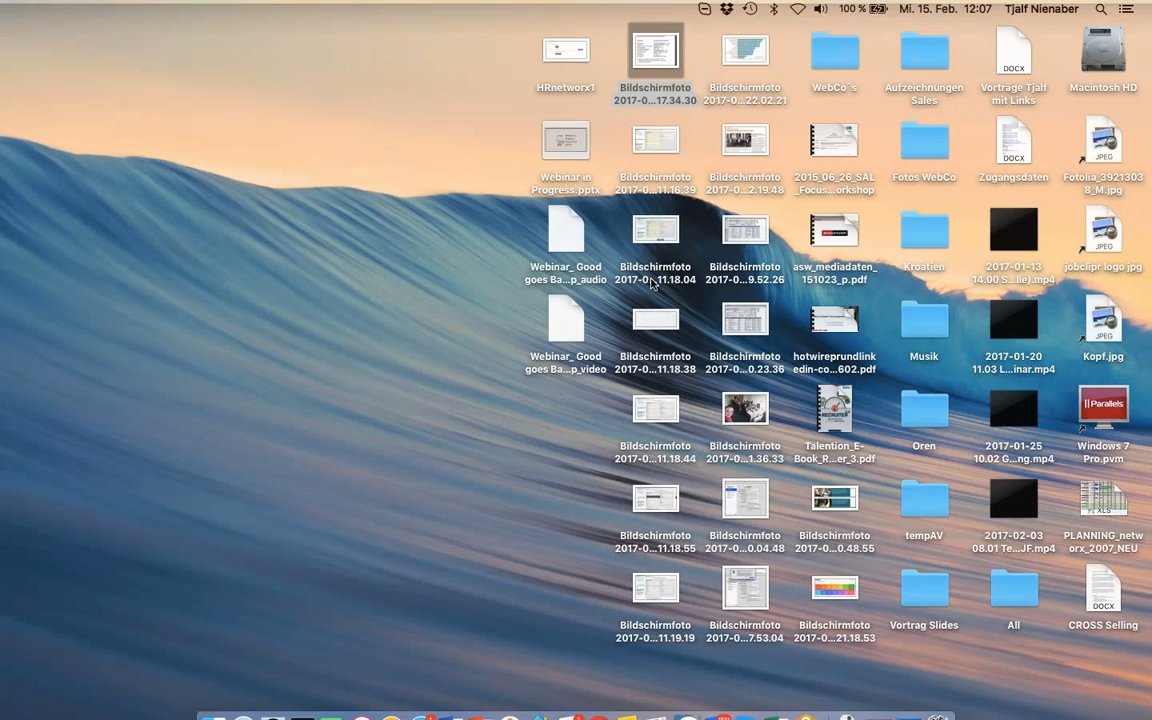 100 % Mi. 15. Feb. 12:07 Tjalf Nienaber
HRnetworx1
Bildschirmfoto
2017-0...17.34.30
Bildschirmfoto
2017-0...22.02.21
WebCo´s
Aufzeichnungen
Sales
DOCX
Vorträge Tjalf
mit Links
Macintosh HD
Webinar in
Progress.pptx
Bildschirmfoto
2017-0...11.16.39
Bildschirmfoto
2017-0...2.19.48
2015_06_26_SAL
_Focus...orkshop
Fotos WebCo
DOCX
Zugangsdaten
JPEG
Fotolia_3921303
8_M.jpg
Webinar_ Good
goes Ba...p_audio
Bildschirmfoto
2017-0...11.18.04
Bildschirmfoto
2017-0...9.52.26
asw_mediadaten_
151023_p.pdf
Kroatien
2017-01-13
14.00 S...lle).mp4
JPEG
jobclipr logo jpg
Webinar_ Good
goes Ba...p_video
Bildschirmfoto
2017-0...11.18.38
Bildschirmfoto
2017-0...0.23.36
hotwireprundlink
edin-co...602.pdf
Musik
2017-01-20
11.03 L...inar.mp4
JPEG
Kopf.jpg
Bildschirmfoto
2017-0...11.18.44
Bildschirmfoto
2017-0...1.36.33
RECRUITER
Talention_E-
Book_R...er_3.pdf
Oren
2017-01-25
10.02 G...ng.mp4
Parallels
Windows 7
Pro.pvm
Bildschirmfoto
2017-0...11.18.55
Bildschirmfoto
2017-0...0.04.48
Bildschirmfoto
2017-0...0.48.55
tempAV
2017-02-03
08.01 Te...JF.mp4
XLS
PLANNING_netw
orx_2007_NEU
Bildschirmfoto
2017-0...11.19.19
Bildschirmfoto
2017-0...7.53.04
Bildschirmfoto
2017-0...21.18.53
Vortrag Slides
All
DOCX
CROSS Selling